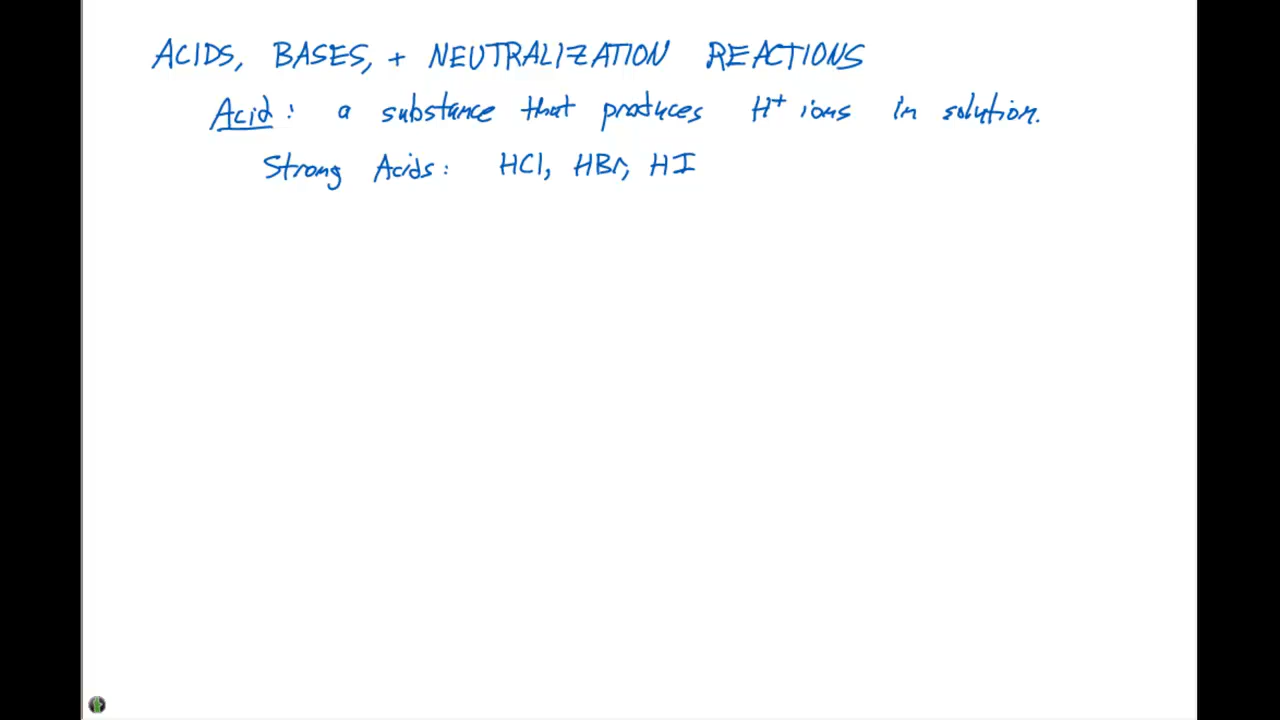 ACIDS, BASES, + NEUTRALIZATION REACTIONS
Acid: a substance that produces H⁺ ions in solution.
Strong Acids: HCl, HBr, HI